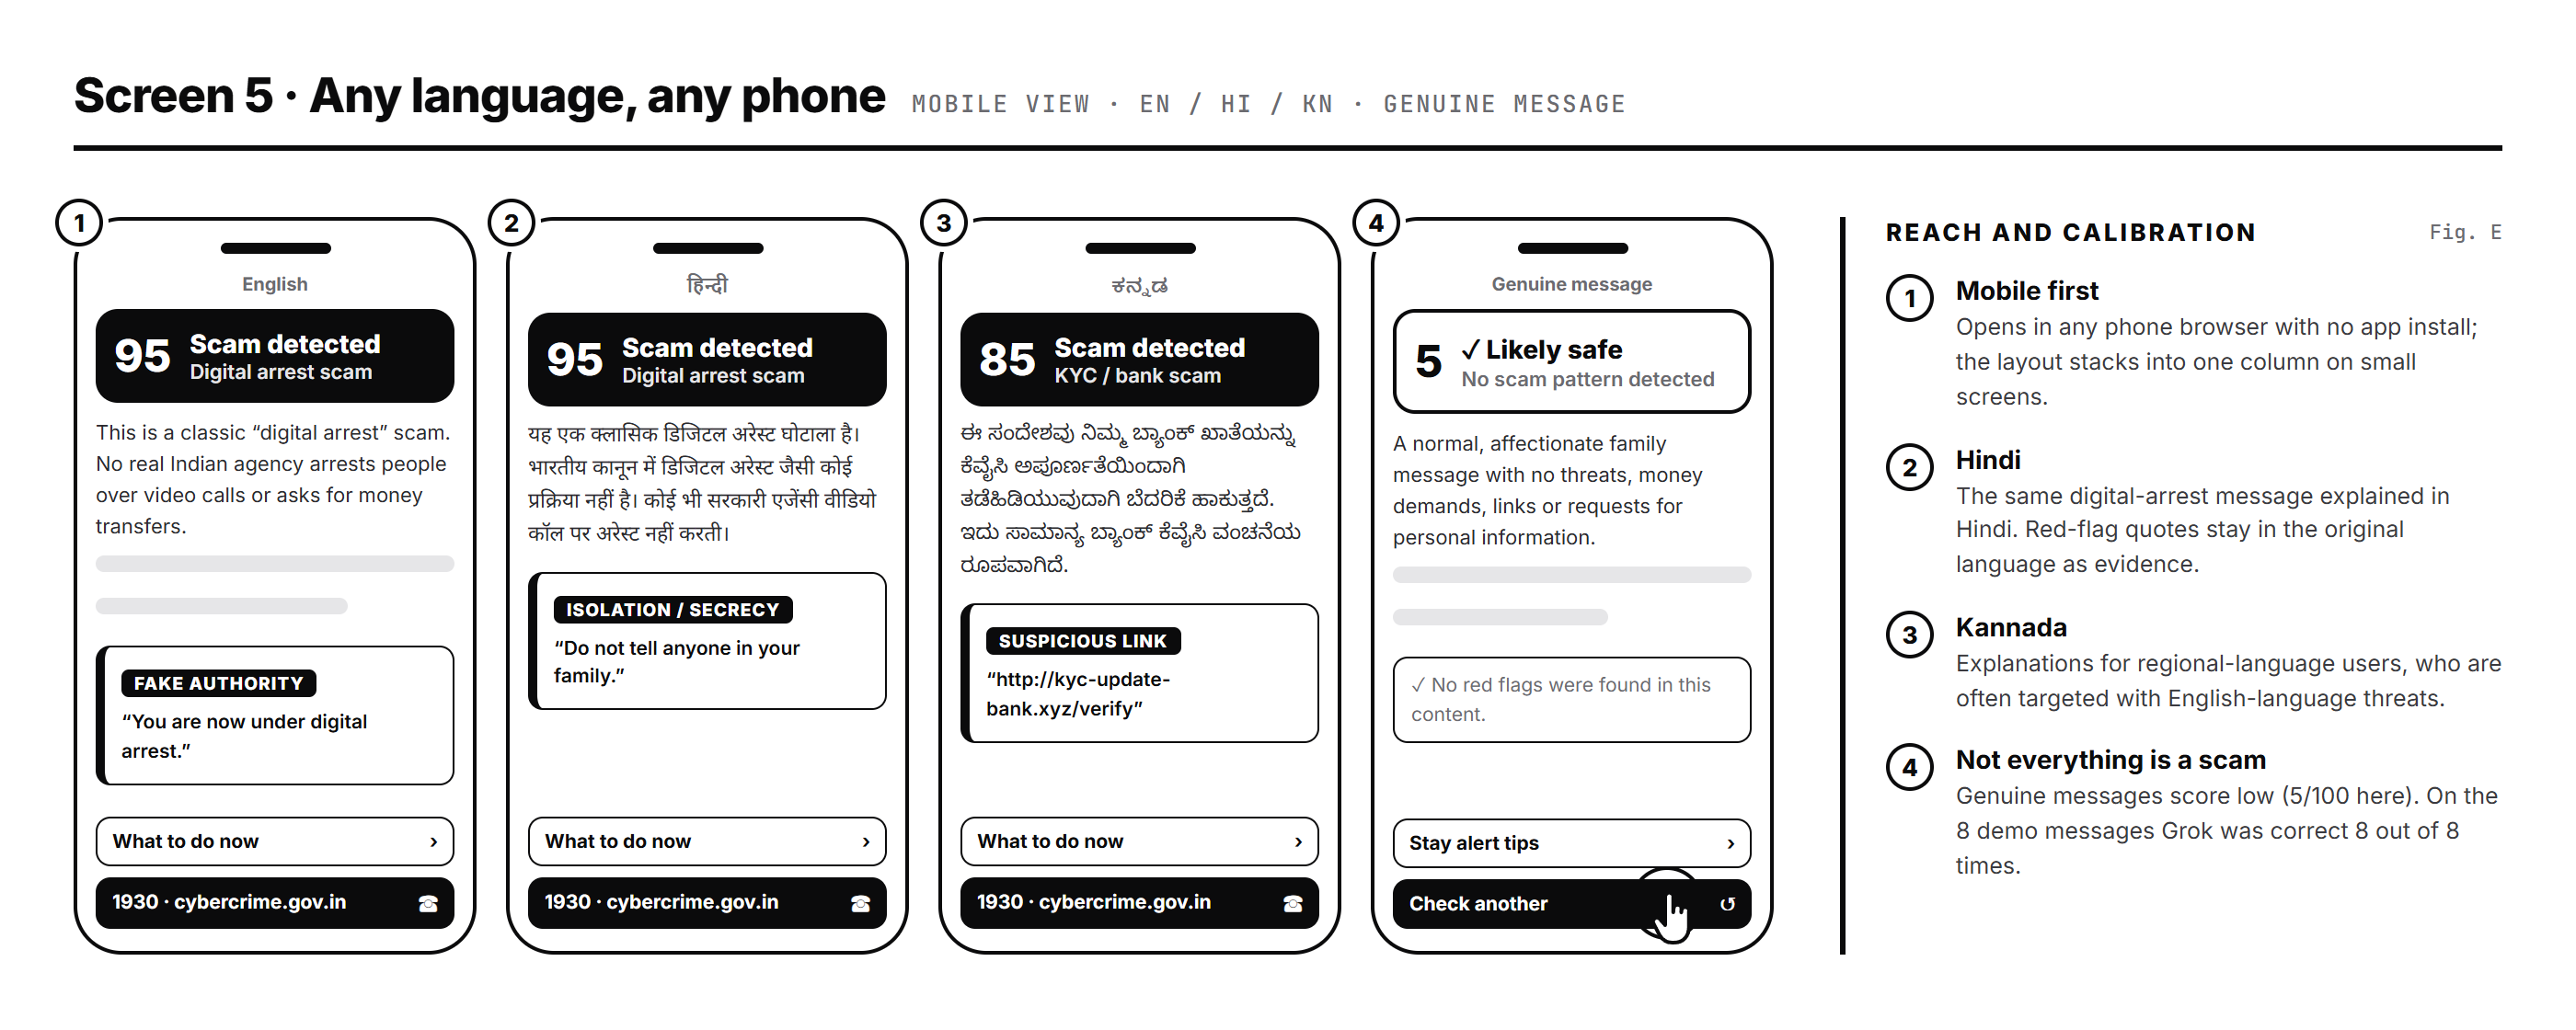 Screen 5 · Any language, any phone MOBILE VIEW · EN / HI / KN · GENUINE MESSAGE
1
English
95
Scam detected
Digital arrest scam
This is a classic “digital arrest” scam.
No real Indian agency arrests people
over video calls or asks for money
transfers.
FAKE AUTHORITY
“You are now under digital
arrest.”
What to do now ›
1930 · cybercrime.gov.in ☎
2
हिन्दी
95
Scam detected
Digital arrest scam
यह एक क्लासिक डिजिटल अरेस्ट घोटाला है।
भारतीय कानून में डिजिटल अरेस्ट जैसी कोई
प्रक्रिया नहीं है। कोई भी सरकारी एजेंसी वीडियो
कॉल पर अरेस्ट नहीं करती।
ISOLATION / SECRECY
“Do not tell anyone in your
family.”
What to do now ›
1930 · cybercrime.gov.in ☎
3
ಕನ್ನಡ
85
Scam detected
KYC / bank scam
ಈ ಸಂದೇಶವು ನಿಮ್ಮ ಬ್ಯಾಂಕ್ ಖಾತೆಯನ್ನು
ಕೆವೈಸಿ ಅಪೂರ್ಣತೆಯಿಂದಾಗಿ
ತಡೆಹಿಡಿಯುವುದಾಗಿ ಬೆದರಿಕೆ ಹಾಕುತ್ತದೆ.
ಇದು ಸಾಮಾನ್ಯ ಬ್ಯಾಂಕ್ ಕೆವೈಸಿ ವಂಚನೆಯ
ರೂಪವಾಗಿದೆ.
SUSPICIOUS LINK
“http://kyc-update-
bank.xyz/verify”
What to do now ›
1930 · cybercrime.gov.in ☎
4
Genuine message
5
✓ Likely safe
No scam pattern detected
A normal, affectionate family
message with no threats, money
demands, links or requests for
personal information.
✓ No red flags were found in this
content.
Stay alert tips ›
Check another ↺
REACH AND CALIBRATION Fig. E
1 Mobile first
Opens in any phone browser with no app install;
the layout stacks into one column on small
screens.
2 Hindi
The same digital-arrest message explained in
Hindi. Red-flag quotes stay in the original
language as evidence.
3 Kannada
Explanations for regional-language users, who are
often targeted with English-language threats.
4 Not everything is a scam
Genuine messages score low (5/100 here). On the
8 demo messages Grok was correct 8 out of 8
times.